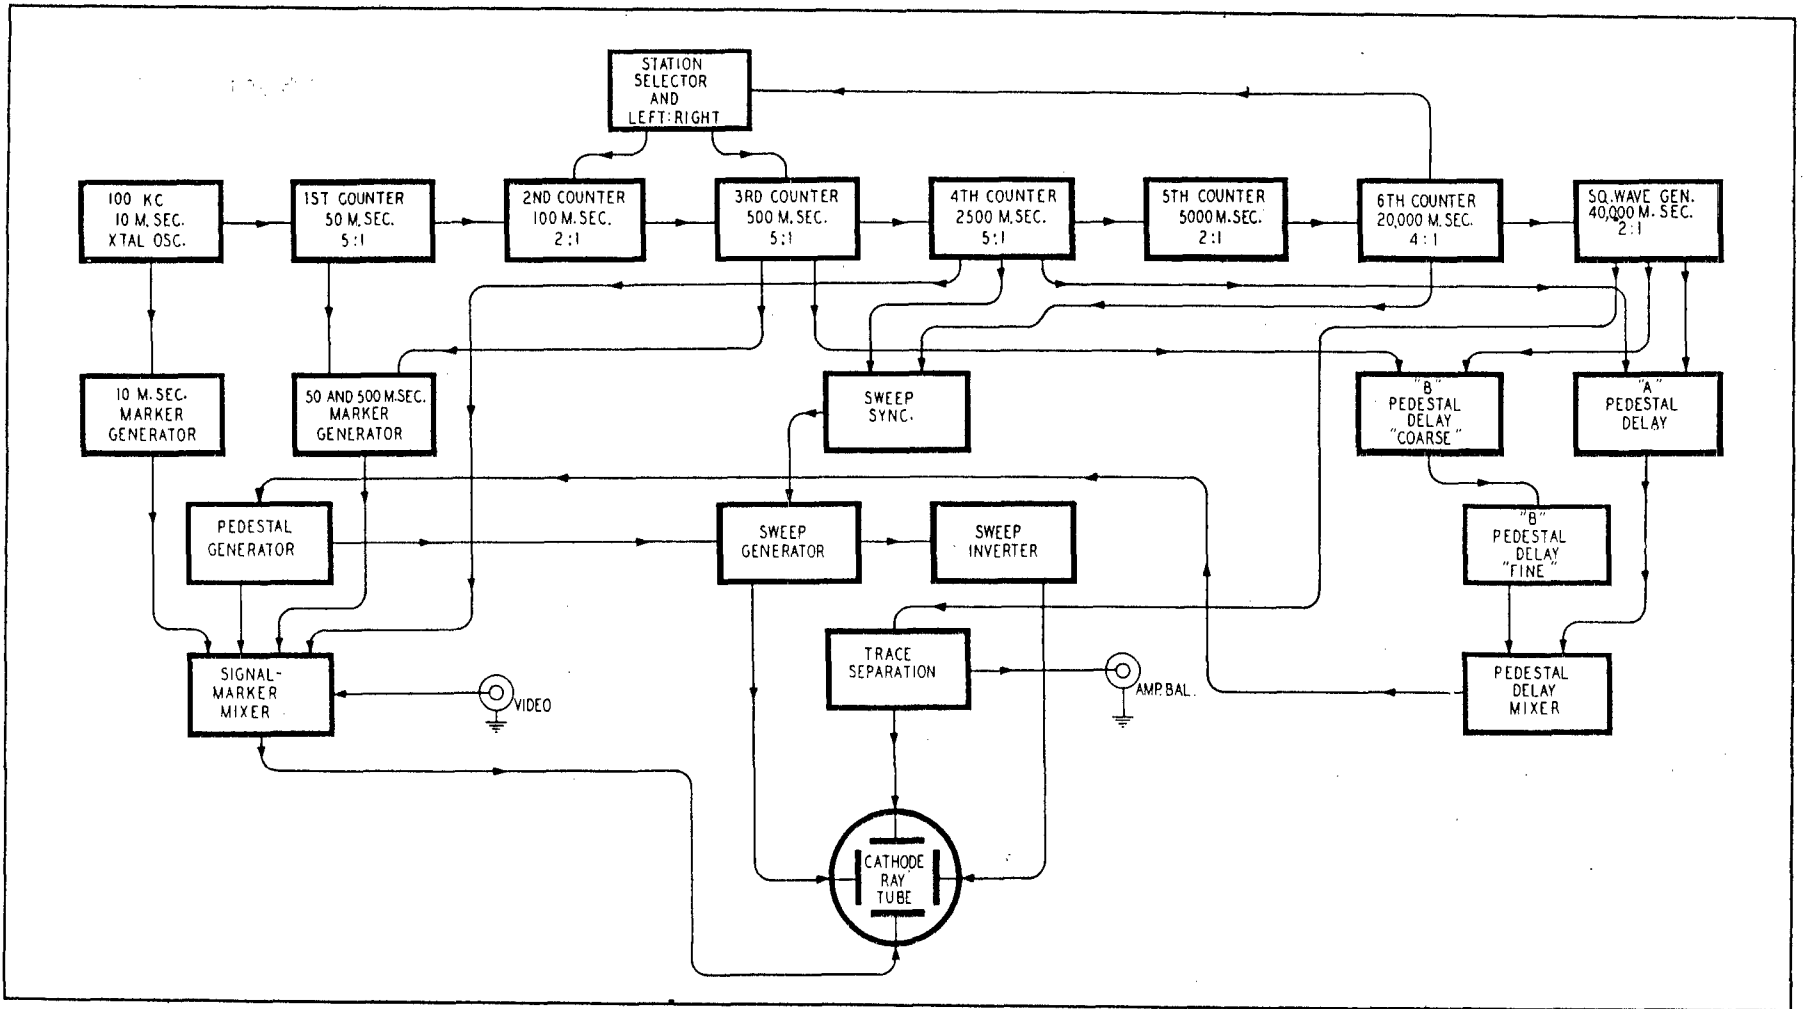 STATION
SELECTOR
AND
LEFT:RIGHT
100 KC
10 M.SEC.
XTAL OSC.
1ST COUNTER
50 M.SEC.
5:1
2ND COUNTER
100 M.SEC.
2:1
3RD COUNTER
500 M.SEC.
5:1
4TH COUNTER
2500 M.SEC.
5:1
5TH COUNTER
5000 M.SEC.
2:1
6TH COUNTER
20,000 M.SEC.
4:1
SQ.WAVE GEN.
40,000 M. SEC.
2:1
10 M.SEC.
MARKER
GENERATOR
50 AND 500 M.SEC.
MARKER
GENERATOR
SWEEP
SYNC.
"B"
PEDESTAL
DELAY
"COARSE"
"A"
PEDESTAL
DELAY
PEDESTAL
GENERATOR
SWEEP
GENERATOR
SWEEP
INVERTER
"B"
PEDESTAL
DELAY
"FINE"
SIGNAL-
MARKER
MIXER
VIDEO
TRACE
SEPARATION
AMP.BAL.
PEDESTAL
DELAY
MIXER
CATHODE
RAY
TUBE